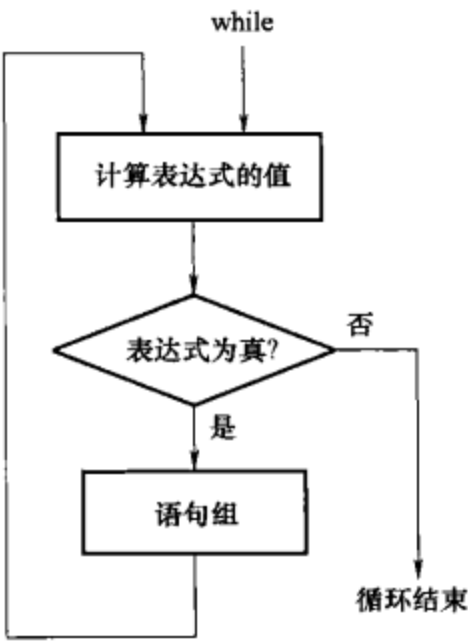 while
计算表达式的值
表达式为真?
否
是
语句组
循环结束